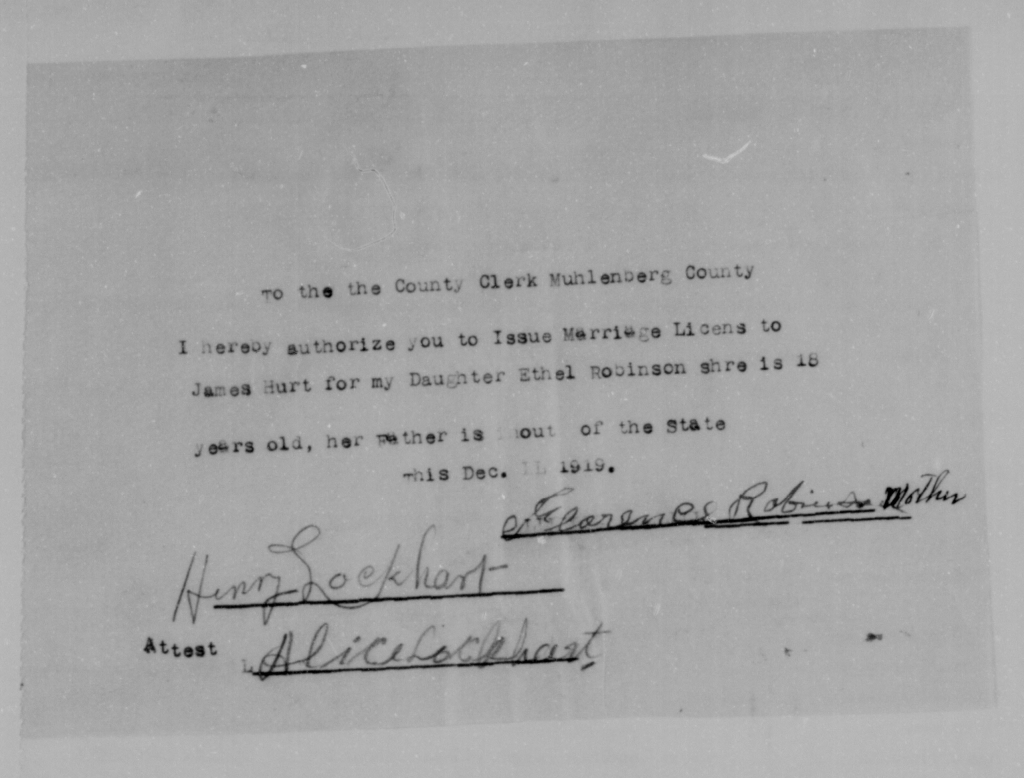 To the the County Clerk Muhlenberg County
I hereby authorize you to Issue Marriage Licens to
James Hurt for my Daughter Ethel Robinson shre is 18
years old, her Father is out of the State
This Dec. 11 1919.
Florence Robinson Mother
Henry Lockhart
Attest Alice Lockhart